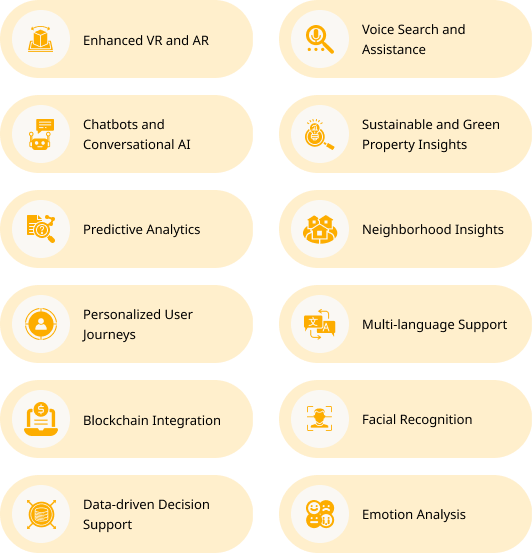 Enhanced VR and AR
Voice Search and
Assistance
Chatbots and
Conversational AI
Sustainable and Green
Property Insights
Predictive Analytics
Neighborhood Insights
Personalized User
Journeys
Multi-language Support
Blockchain Integration
Facial Recognition
Data-driven Decision
Support
Emotion Analysis